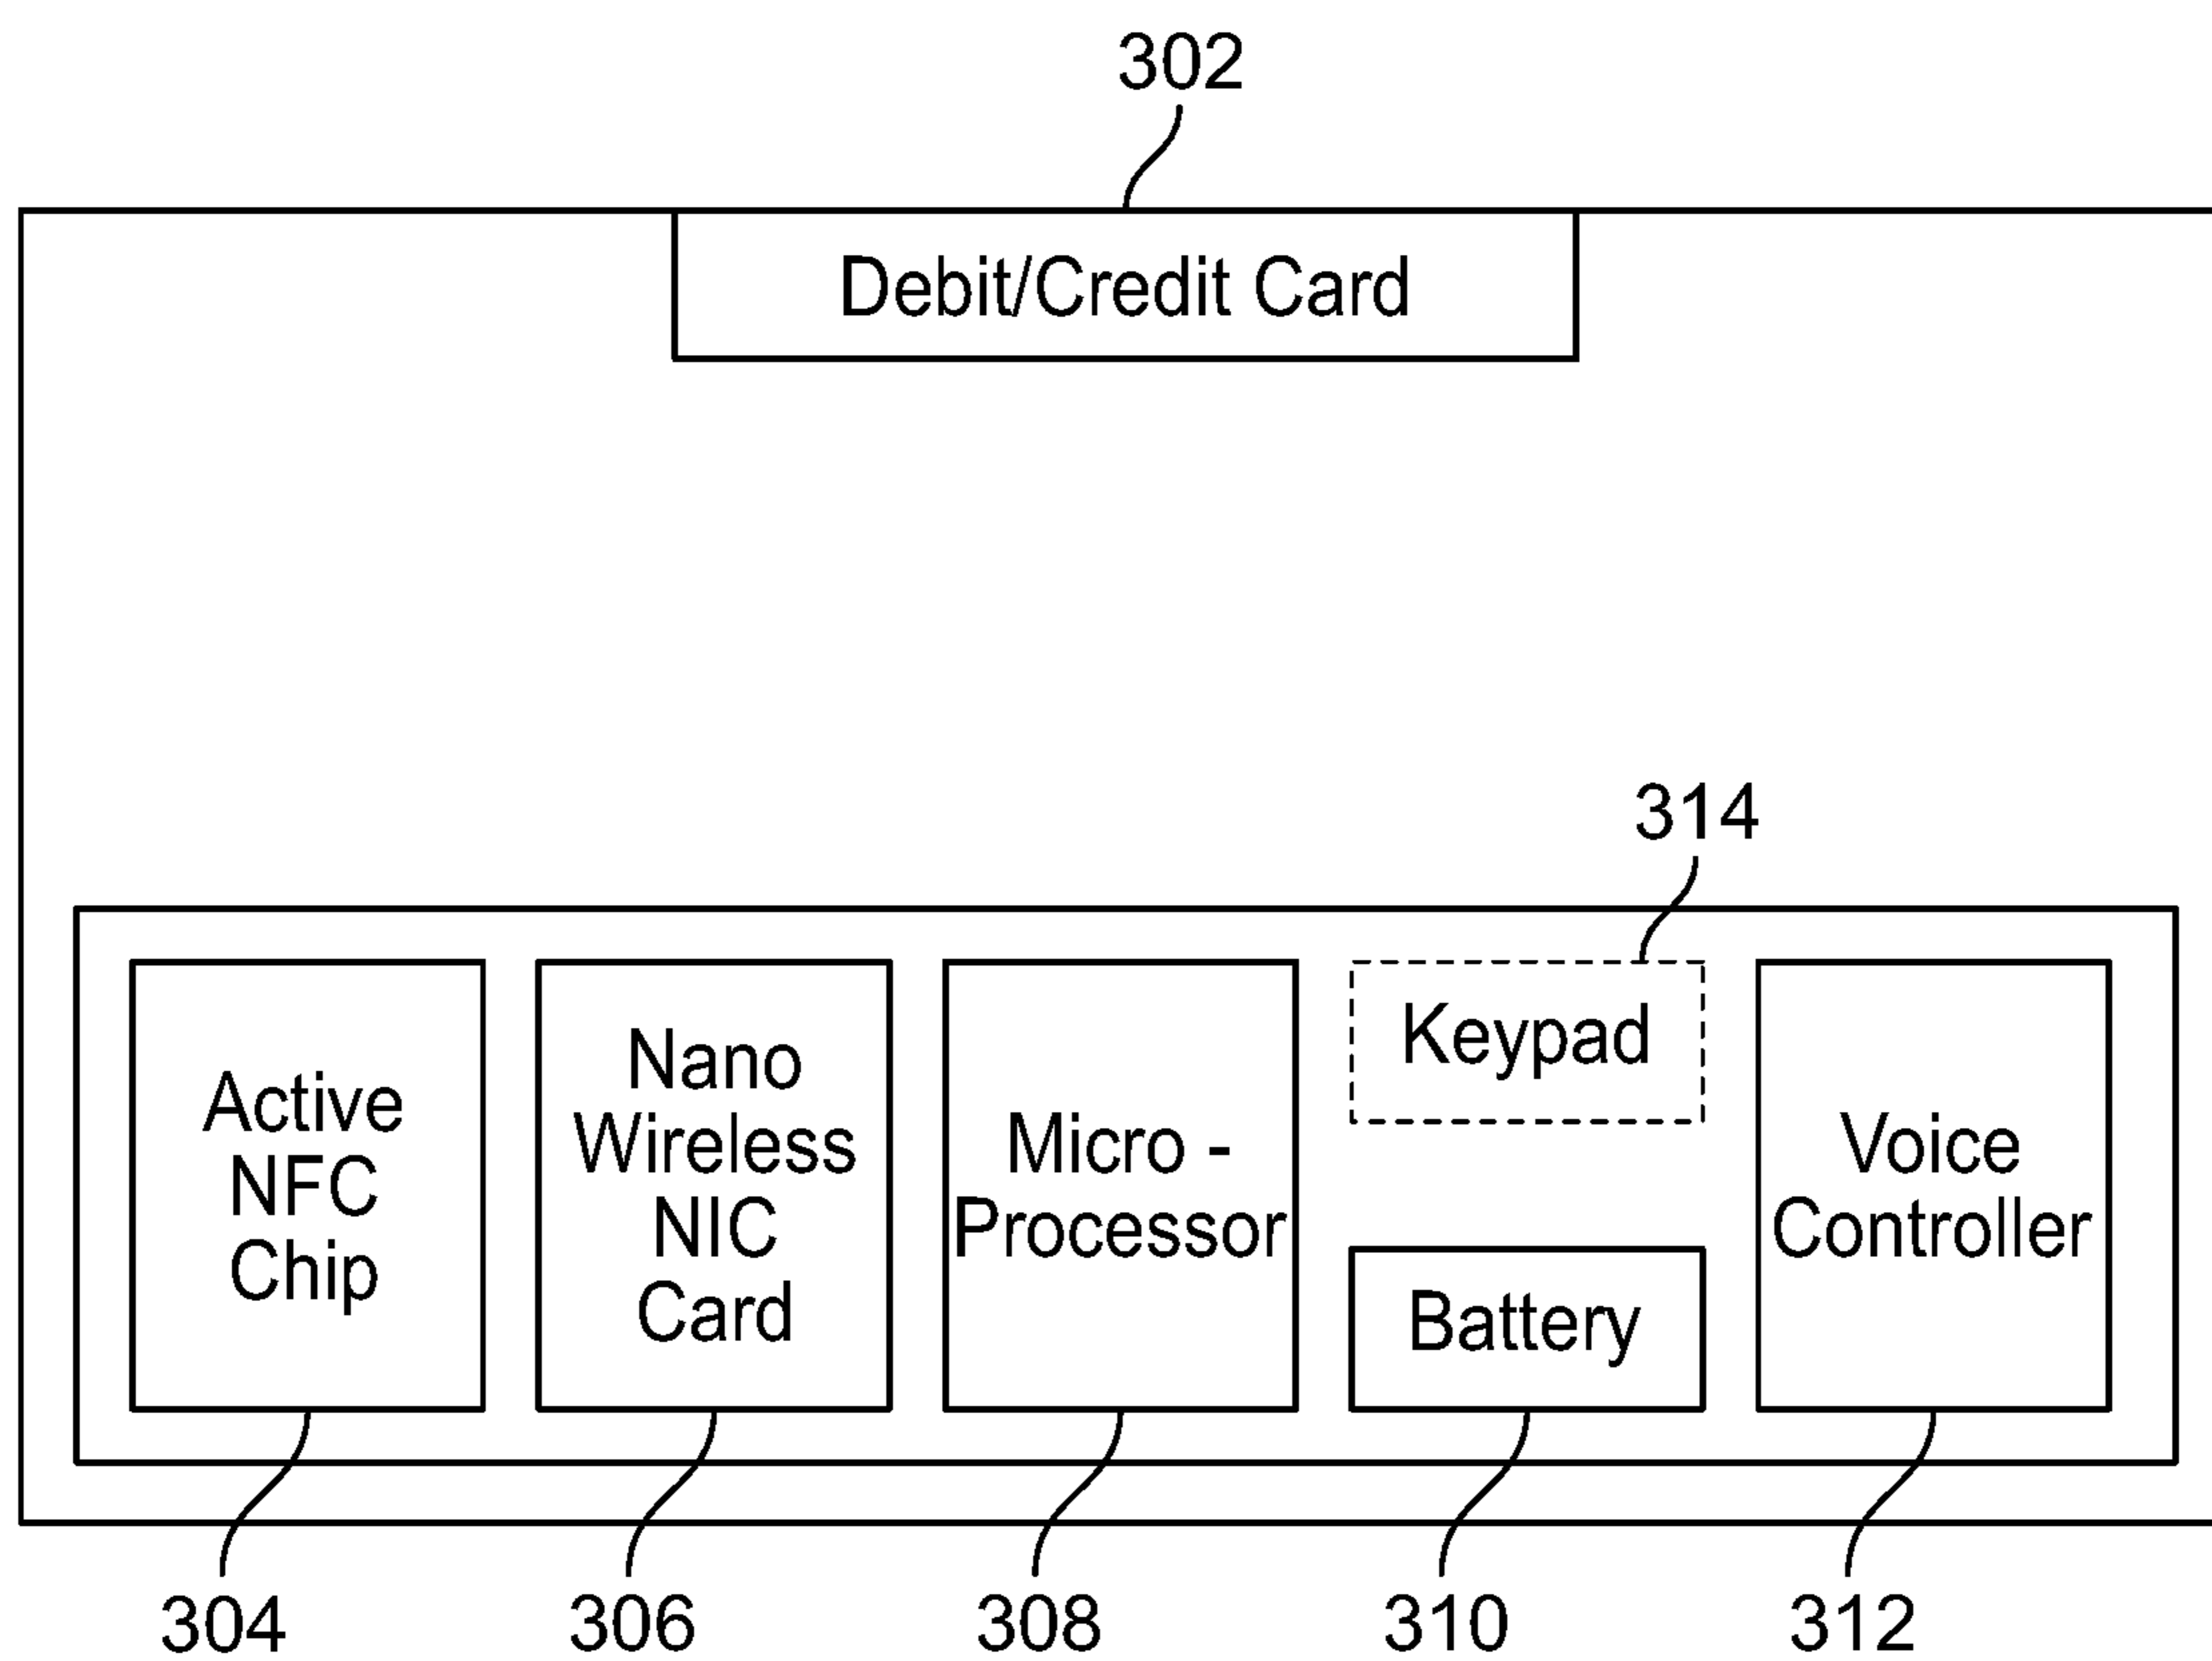 302
Debit/Credit Card
314
Active
NFC
Chip
Nano
Wireless
NIC
Card
Micro -
Processor
Keypad
Battery
Voice
Controller
304
306
308
310
312